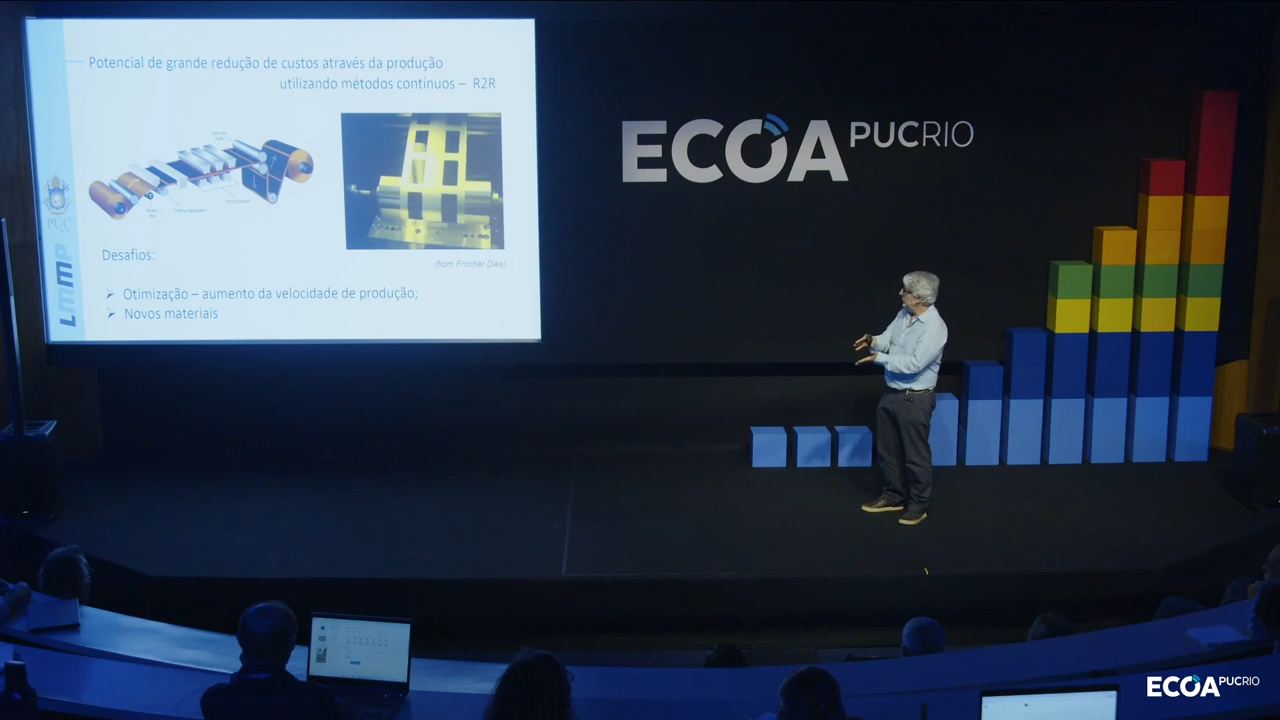 Potencial de grande redução de custos através da produção
utilizando métodos contínuos – R2R
PUC
LMMP
(from Frontier Dies)
Desafios:
Otimização – aumento da velocidade de produção;
Novos materiais
ECOA PUCRIO
ECOA PUCRIO